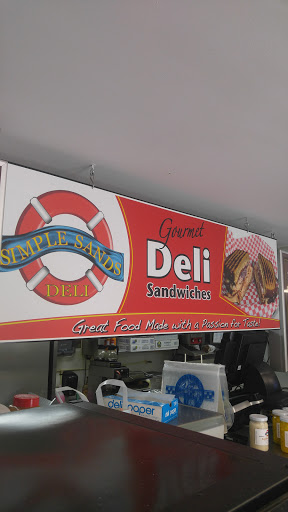 SIMPLE SANDS
DELI
Gourmet
Deli
Sandwiches
Great Food Made with a Passion for Taste!
deli paper